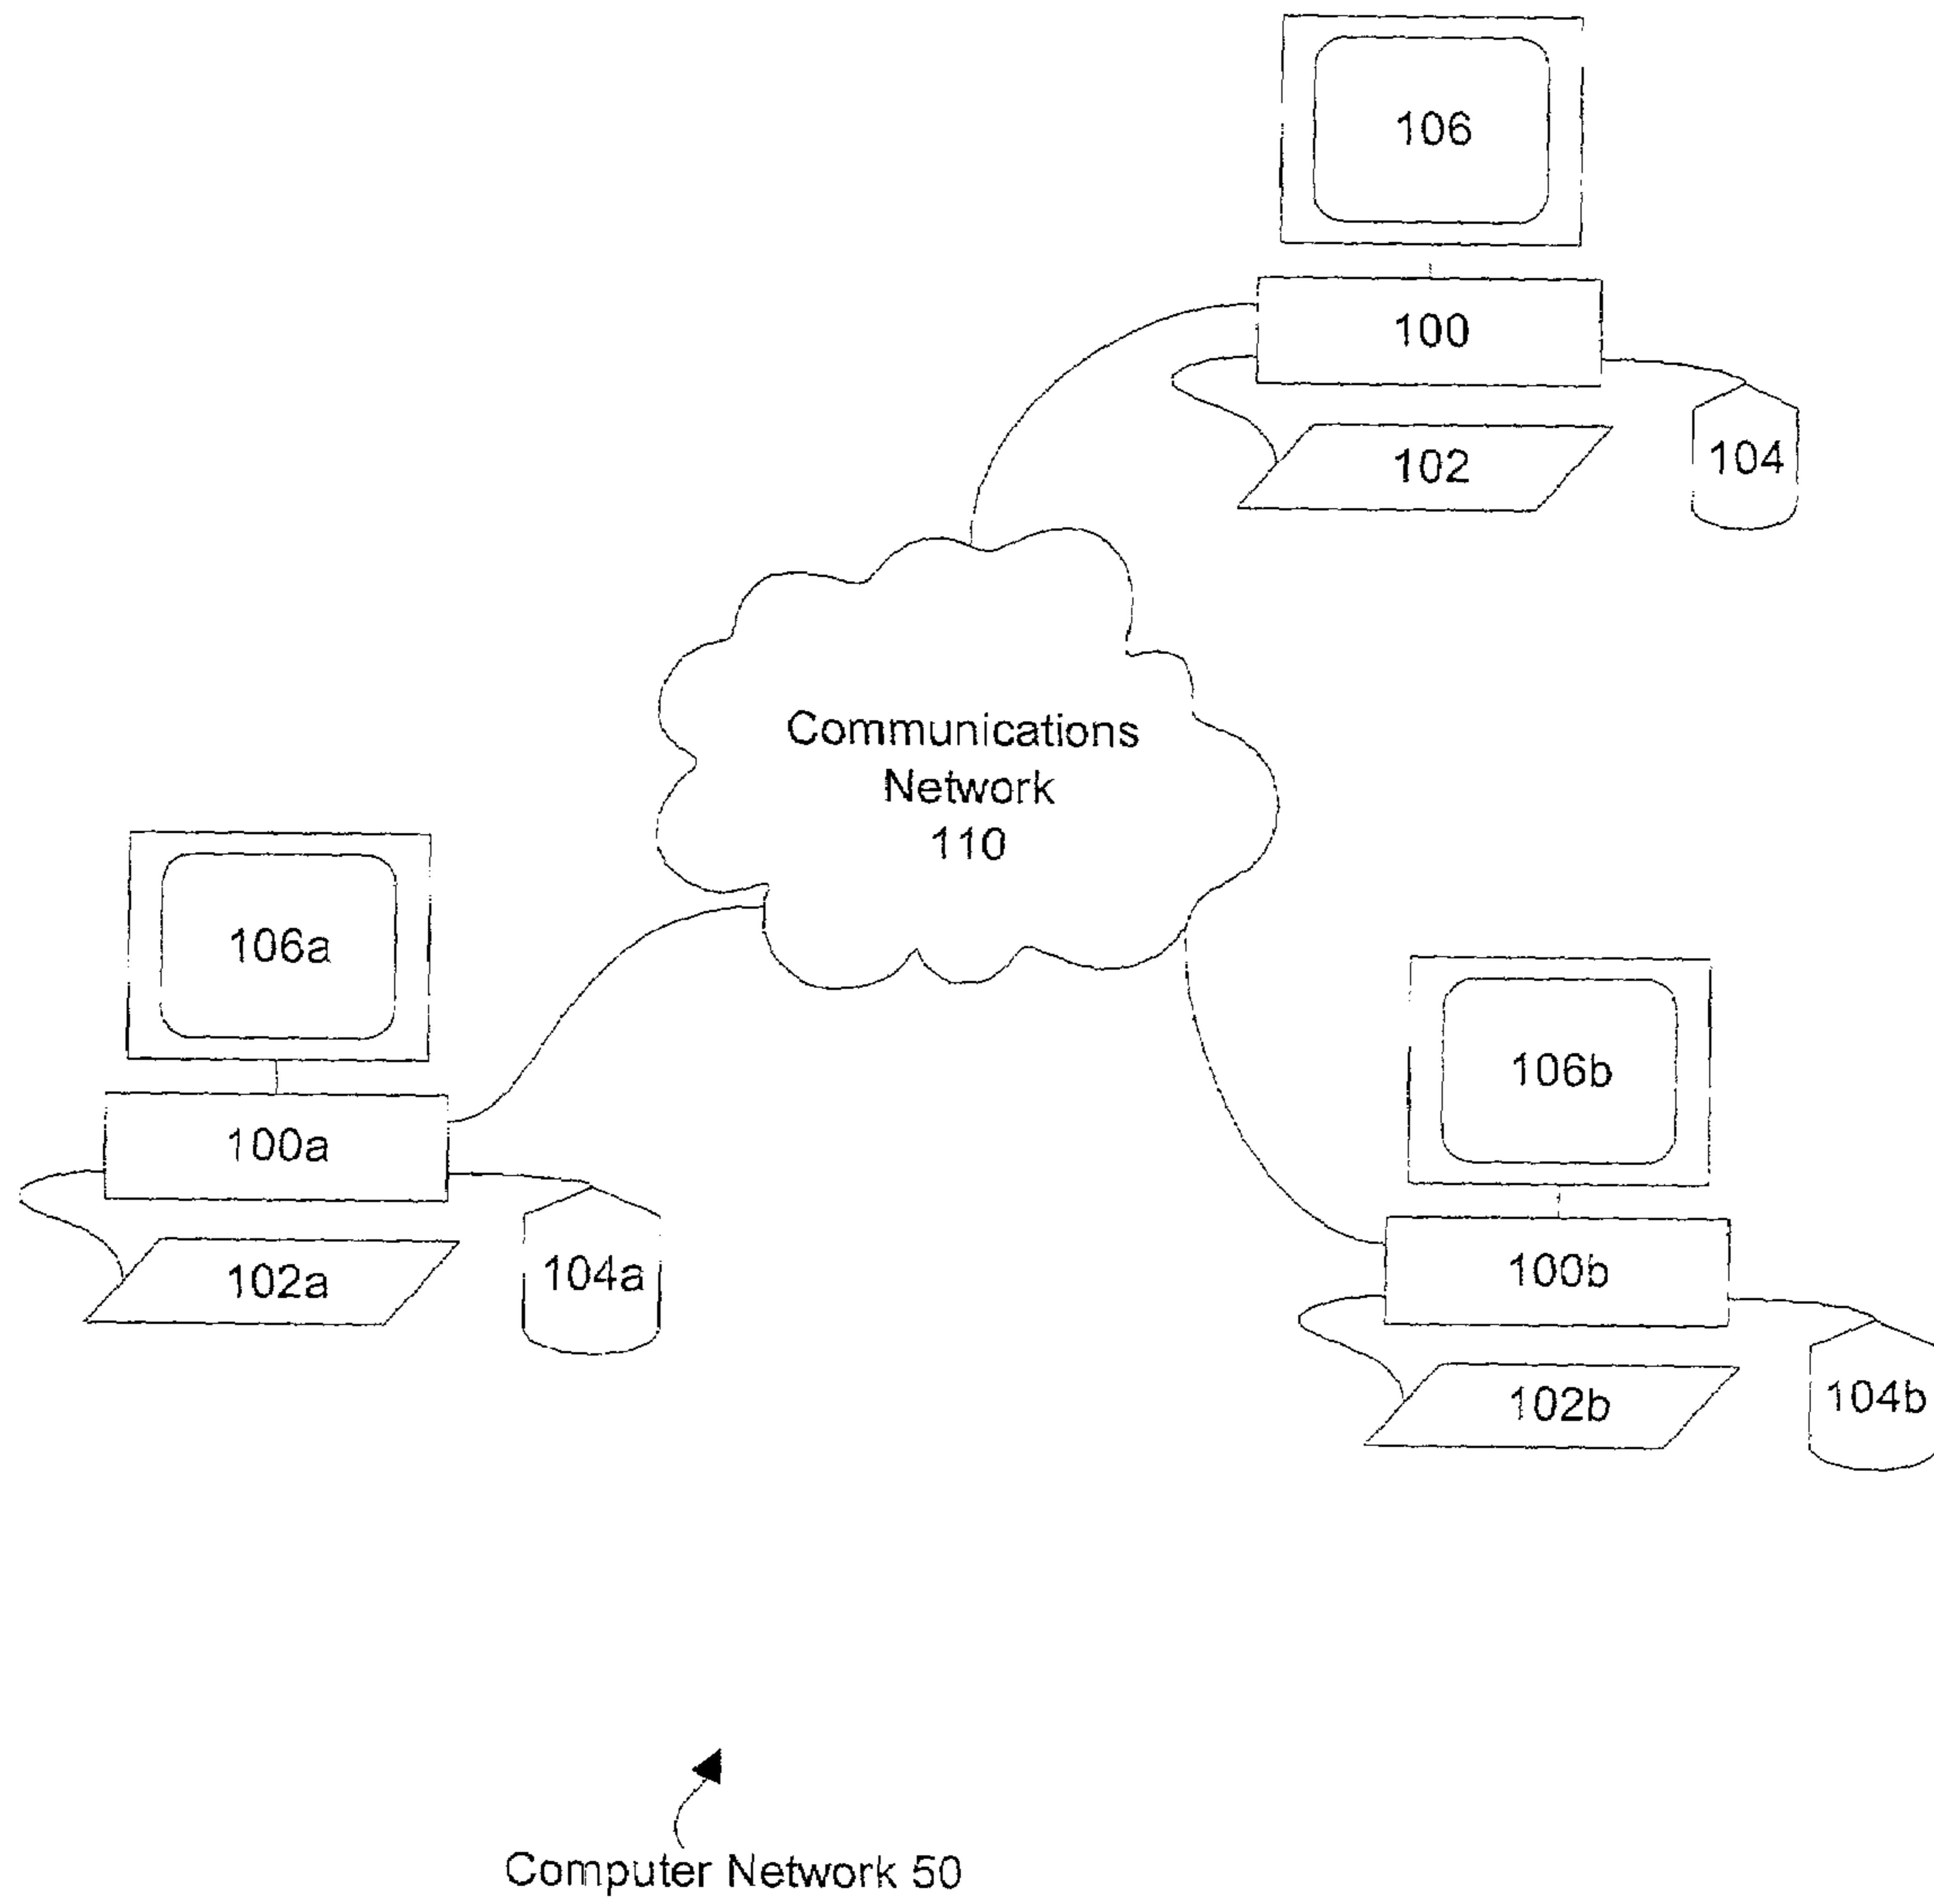 106
100
102
104
Communications
Network
110
106a
100a
102a
104a
106b
100b
102b
104b
Computer Network 50